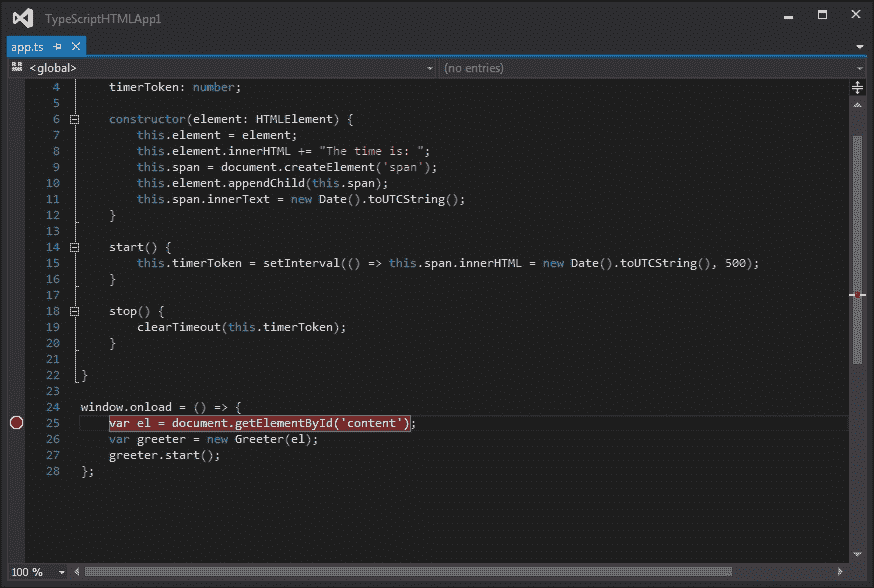 TypeScriptHTMLApp1
app.ts
<global> (no entries)
4 timerToken: number;
5
6 constructor(element: HTMLElement) {
7 this.element = element;
8 this.element.innerHTML += "The time is: ";
9 this.span = document.createElement('span');
10 this.element.appendChild(this.span);
11 this.span.innerText = new Date().toUTCString();
12 }
13
14 start() {
15 this.timerToken = setInterval(() => this.span.innerHTML = new Date().toUTCString(), 500);
16 }
17
18 stop() {
19 clearTimeout(this.timerToken);
20 }
21
22 }
23
24 window.onload = () => {
25 var el = document.getElementById('content');
26 var greeter = new Greeter(el);
27 greeter.start();
28 };
100 %